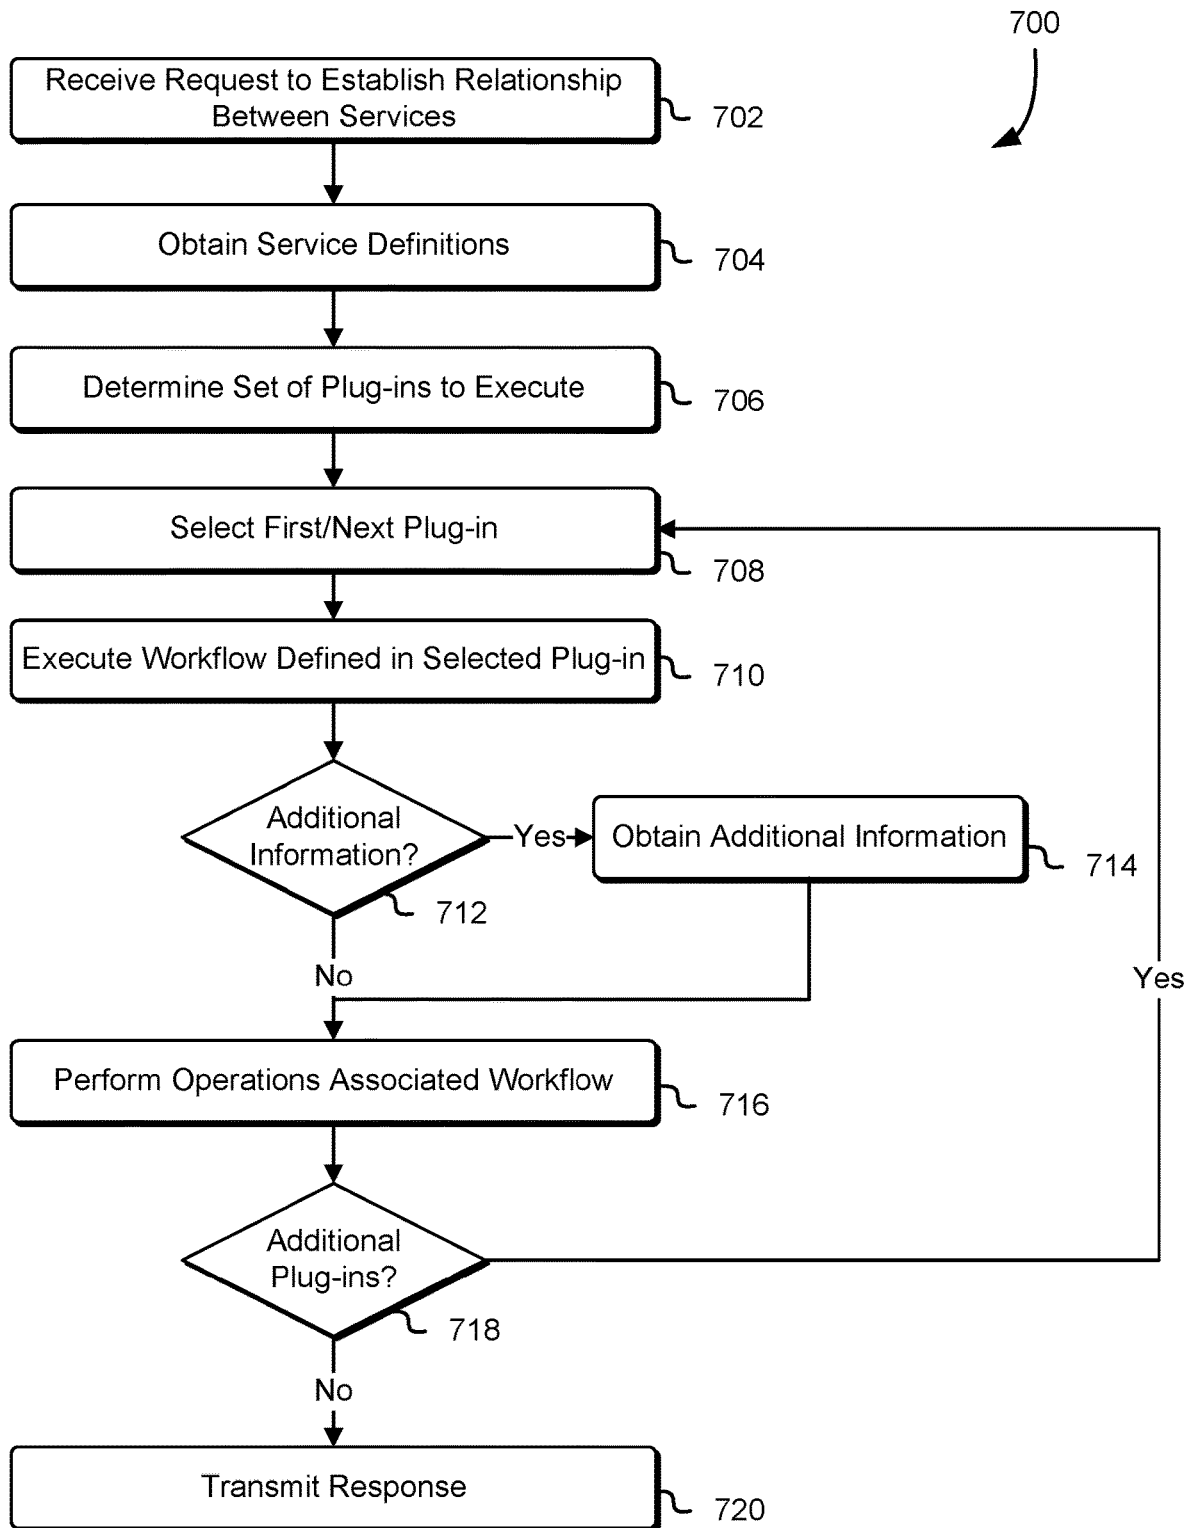 700
Receive Request to Establish Relationship
Between Services
702
Obtain Service Definitions
704
Determine Set of Plug-ins to Execute
706
Select First/Next Plug-in
708
Execute Workflow Defined in Selected Plug-in
710
Additional
Information?
712
Yes
Obtain Additional Information
714
No
Yes
Perform Operations Associated Workflow
716
Additional
Plug-ins?
718
No
Transmit Response
720